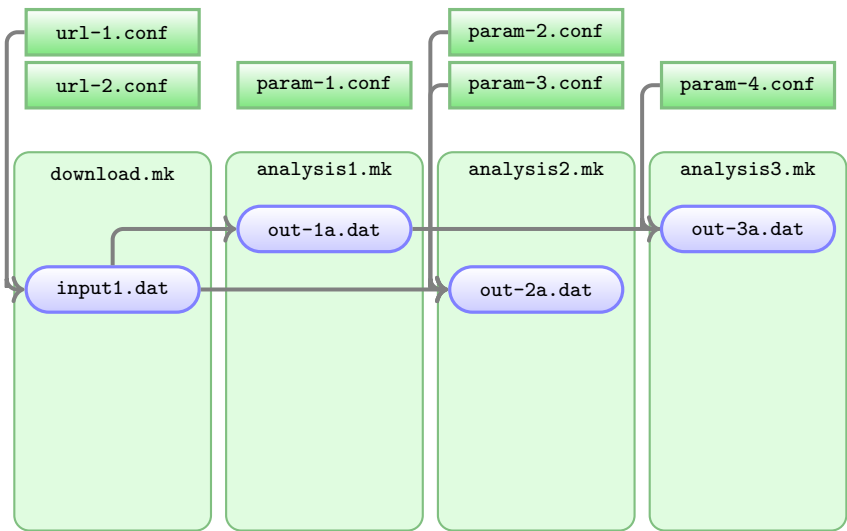 url-1.conf
param-2.conf
url-2.conf
param-1.conf
param-3.conf
param-4.conf
download.mk
analysis1.mk
analysis2.mk
analysis3.mk
out-1a.dat
out-3a.dat
input1.dat
out-2a.dat